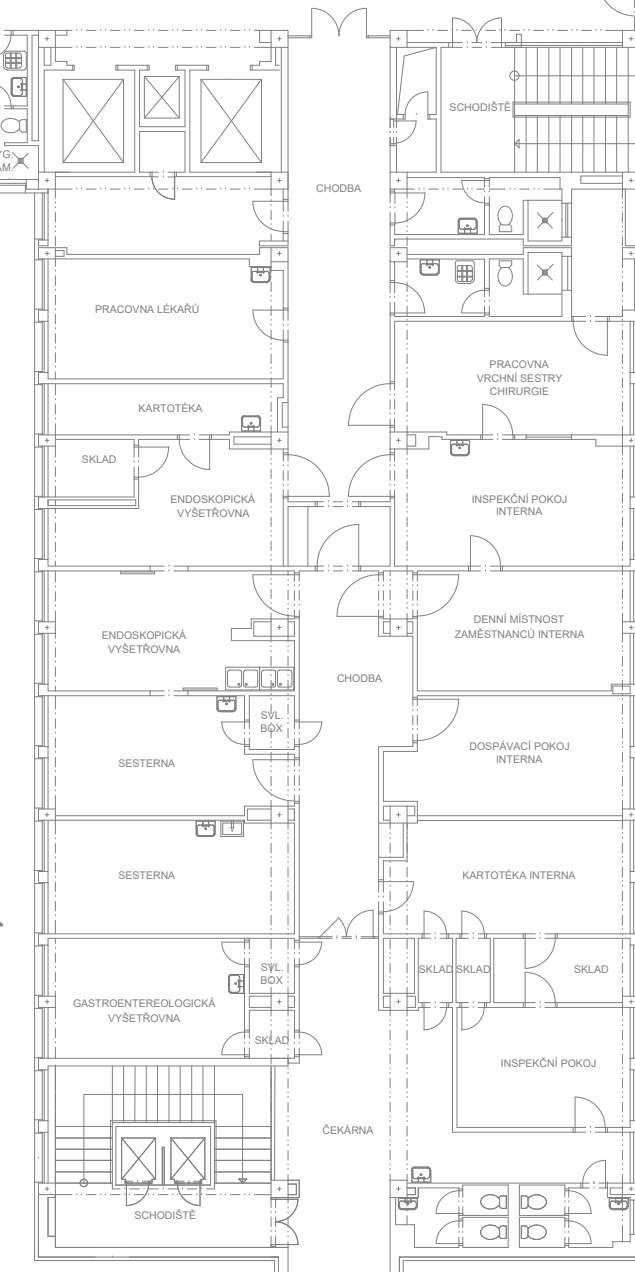 SCHODIŠTĚ
CHODBA
PRACOVNA LÉKAŘŮ
PRACOVNA
VRCHNÍ SESTRY
CHIRURGIE
KARTOTÉKA
SKLAD
ENDOSKOPICKÁ
VYŠETŘOVNA
INSPEKČNÍ POKOJ
INTERNA
ENDOSKOPICKÁ
VYŠETŘOVNA
DENNÍ MÍSTNOST
ZAMĚSTNANCŮ INTERNA
CHODBA
SVL.
BOX
SESTERNA
DOSPÁVACÍ POKOJ
INTERNA
SESTERNA
KARTOTÉKA INTERNA
SVL.
BOX
SKLAD
SKLAD
SKLAD
GASTROENTEREOLOGICKÁ
VYŠETŘOVNA
SKLAD
INSPEKČNÍ POKOJ
ČEKÁRNA
SCHODIŠTĚ